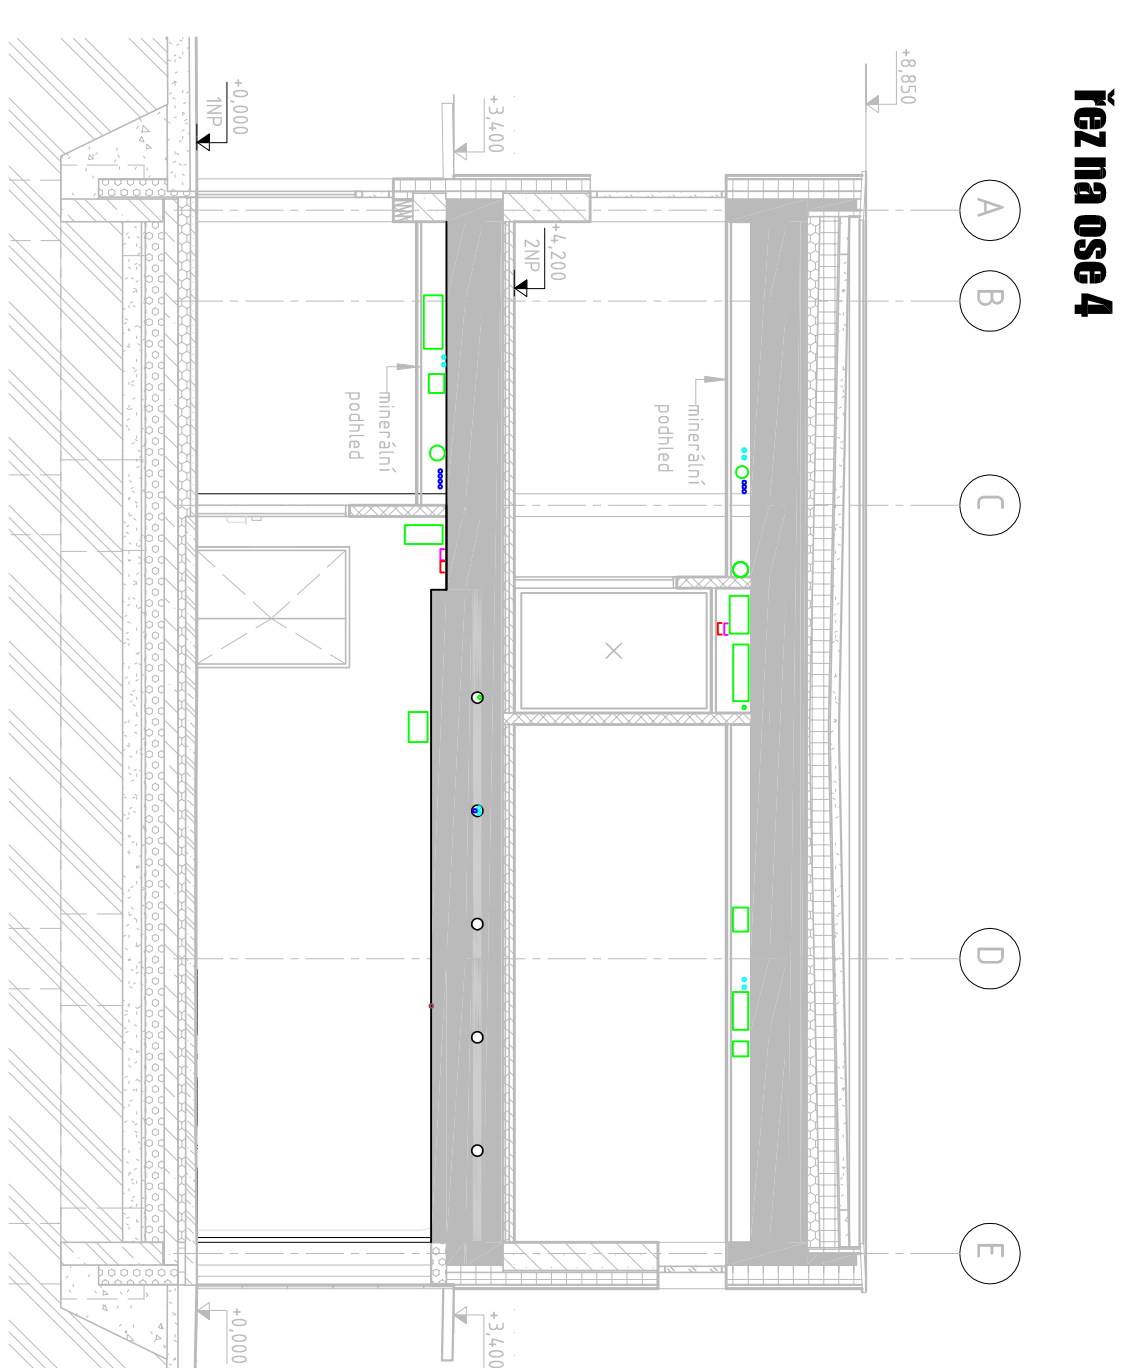 řez na ose 4
A
B
C
D
E
+8,850
+3,400
+0,000
1NP
+4,200
2NP
minerální
podhled
minerální
podhled
+3,400
+0,000